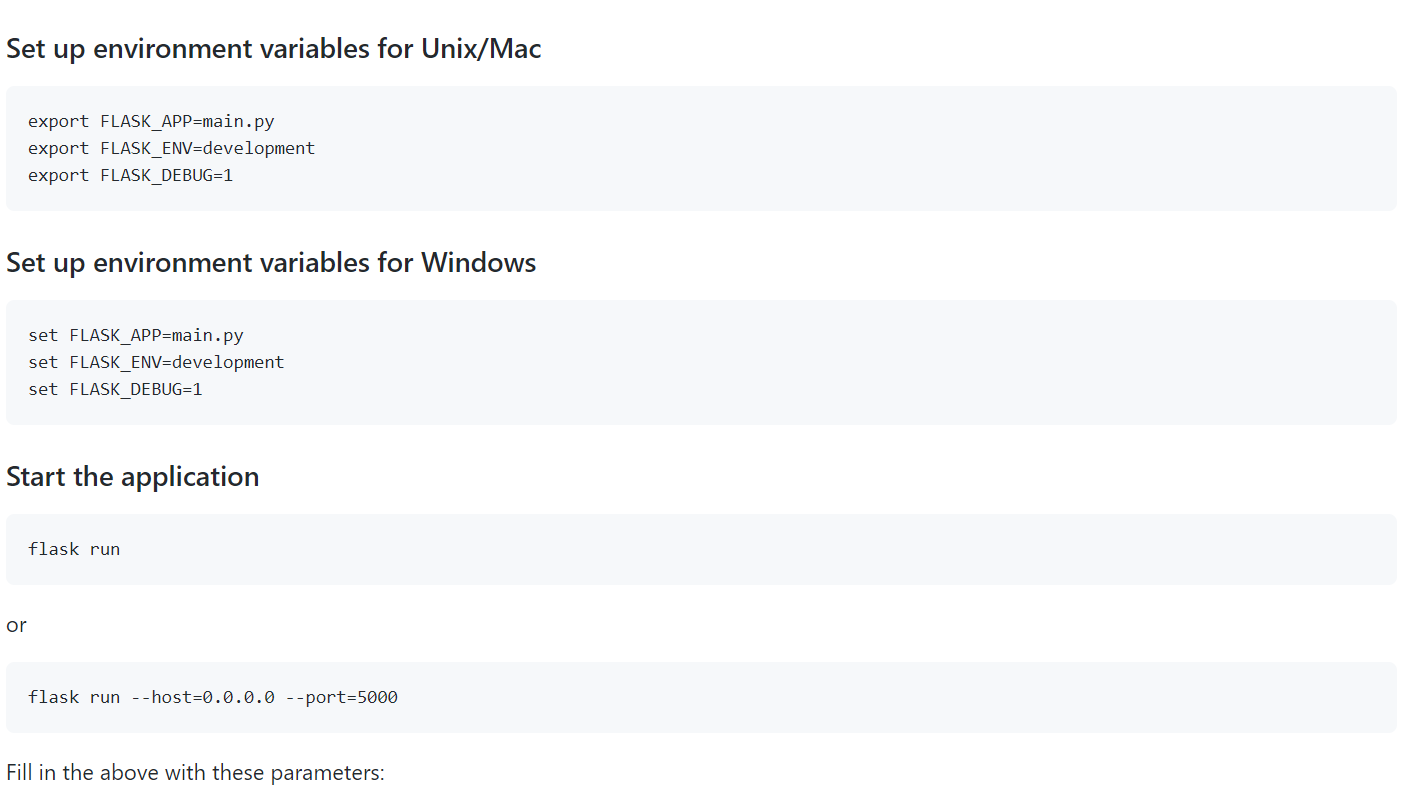 Set up environment variables for Unix/Mac
export FLASK_APP=main.py
export FLASK_ENV=development
export FLASK_DEBUG=1
Set up environment variables for Windows
set FLASK_APP=main.py
set FLASK_ENV=development
set FLASK_DEBUG=1
Start the application
flask run
or
flask run --host=0.0.0.0 --port=5000
Fill in the above with these parameters: